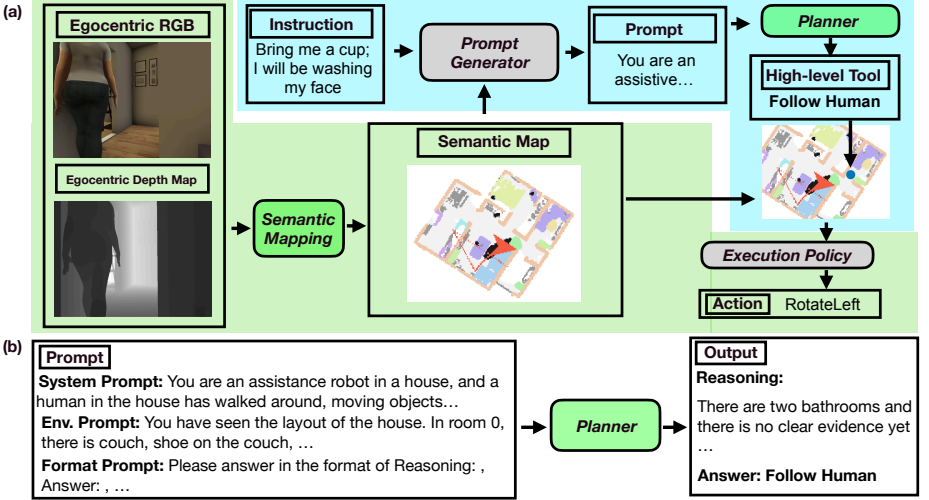 (a)
Egocentric RGB
Egocentric Depth Map
Semantic
Mapping
Instruction
Bring me a cup;
I will be washing
my face
Prompt
Generator
Prompt
You are an
assistive…
Planner
High-level Tool
Follow Human
Semantic Map
Execution Policy
Action RotateLeft
(b)
Prompt
System Prompt: You are an assistance robot in a house, and a
human in the house has walked around, moving objects…
Env. Prompt: You have seen the layout of the house. In room 0,
there is couch, shoe on the couch, …
Format Prompt: Please answer in the format of Reasoning: ,
Answer: , …
Planner
Output
Reasoning:
There are two bathrooms and
there is no clear evidence yet
…
Answer: Follow Human